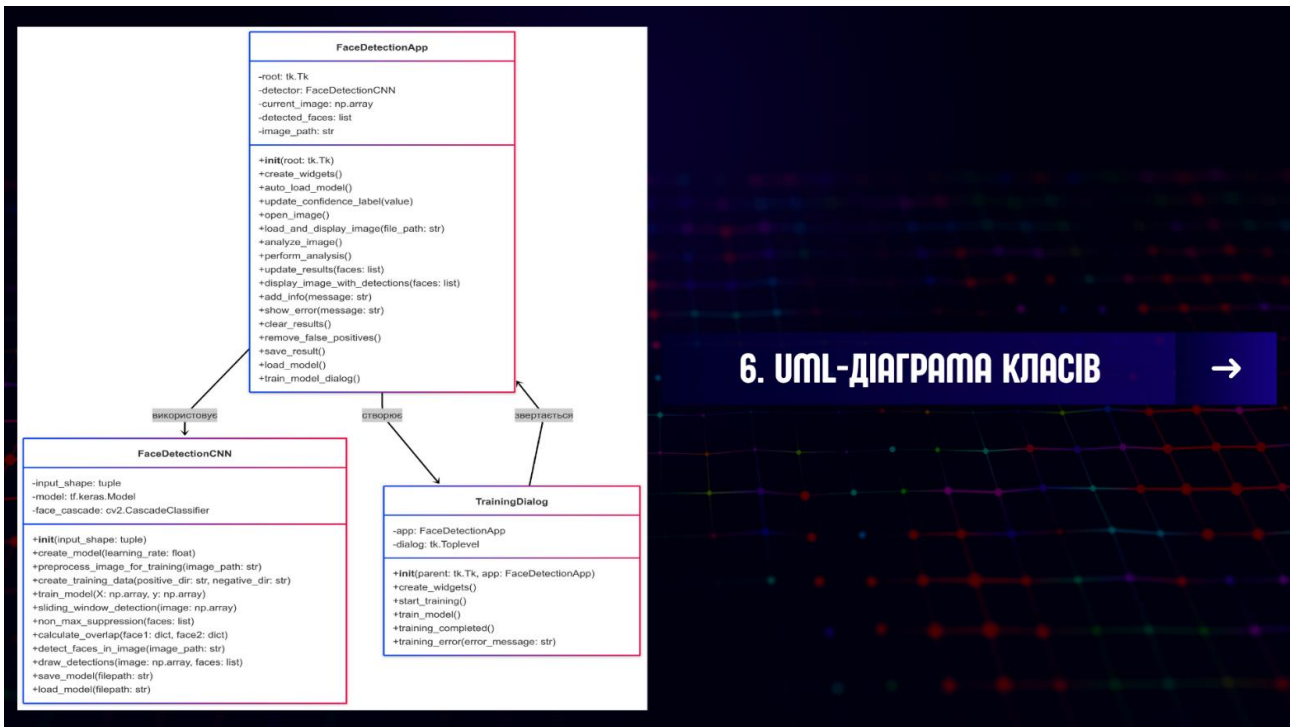 FaceDetectionApp
-root: tk.Tk
-detector: FaceDetectionCNN
-current_image: np.array
-detected_faces: list
-image_path: str
+init(root: tk.Tk)
+create_widgets()
+auto_load_model()
+update_confidence_label(value)
+open_image()
+load_and_display_image(file_path: str)
+analyze_image()
+perform_analysis()
+update_results(faces: list)
+display_image_with_detections(faces: list)
+add_info(message: str)
+show_error(message: str)
+clear_results()
+remove_false_positives()
+save_result()
+load_model()
+train_model_dialog()
використовує
створює
звертається
FaceDetectionCNN
-input_shape: tuple
-model: tf.keras.Model
-face_cascade: cv2.CascadeClassifier
+init(input_shape: tuple)
+create_model(learning_rate: float)
+preprocess_image_for_training(image_path: str)
+create_training_data(positive_dir: str, negative_dir: str)
+train_model(X: np.array, y: np.array)
+sliding_window_detection(image: np.array)
+non_max_suppression(faces: list)
+calculate_overlap(face1: dict, face2: dict)
+detect_faces_in_image(image_path: str)
+draw_detections(image: np.array, faces: list)
+save_model(filepath: str)
+load_model(filepath: str)
TrainingDialog
-app: FaceDetectionApp
-dialog: tk.Toplevel
+init(parent: tk.Tk, app: FaceDetectionApp)
+create_widgets()
+start_training()
+train_model()
+training_completed()
+training_error(error_message: str)
6. UML-ДІАГРАМА КЛАСІВ